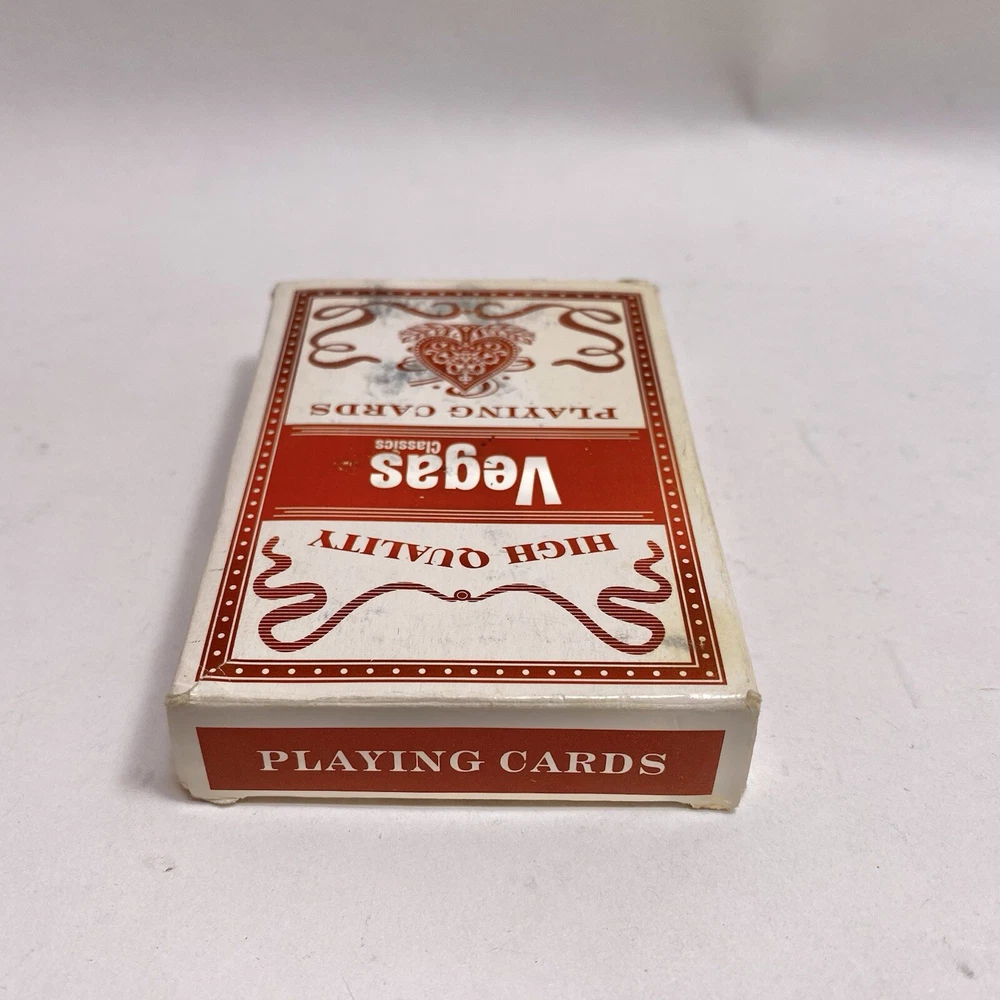 HIGH QUALITY
Vegas
Classics
PLAYING CARDS
PLAYING CARDS